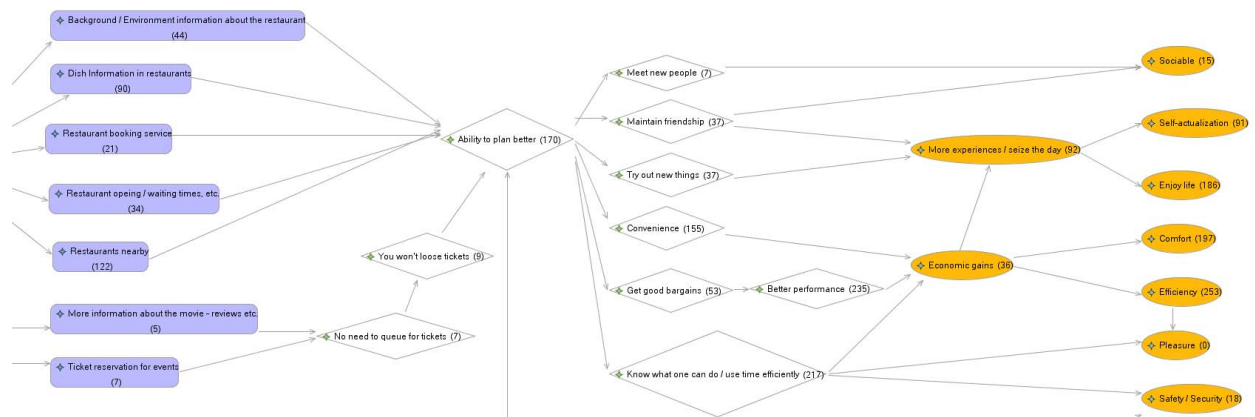 Background / Environment information about the restaurant
(44)
Dish Information in restaurants
(90)
Restaurant booking service
(21)
Restaurant opeing / waiting times, etc.
(34)
Restaurants nearby
(122)
More information about the movie - reviews etc.
(5)
Ticket reservation for events
(7)
You won't loose tickets (9)
No need to queue for tickets (7)
Ability to plan better (170)
Meet new people (7)
Maintain friendship (37)
Try out new things (37)
Convenience (155)
Get good bargains (53)
Better performance (235)
Know what one can do / use time efficiently (217)
More experiences / seize the day (92)
Economic gains (36)
Sociable (15)
Self-actualization (91)
Enjoy life (186)
Comfort (197)
Efficiency (253)
Pleasure (0)
Safety / Security (18)